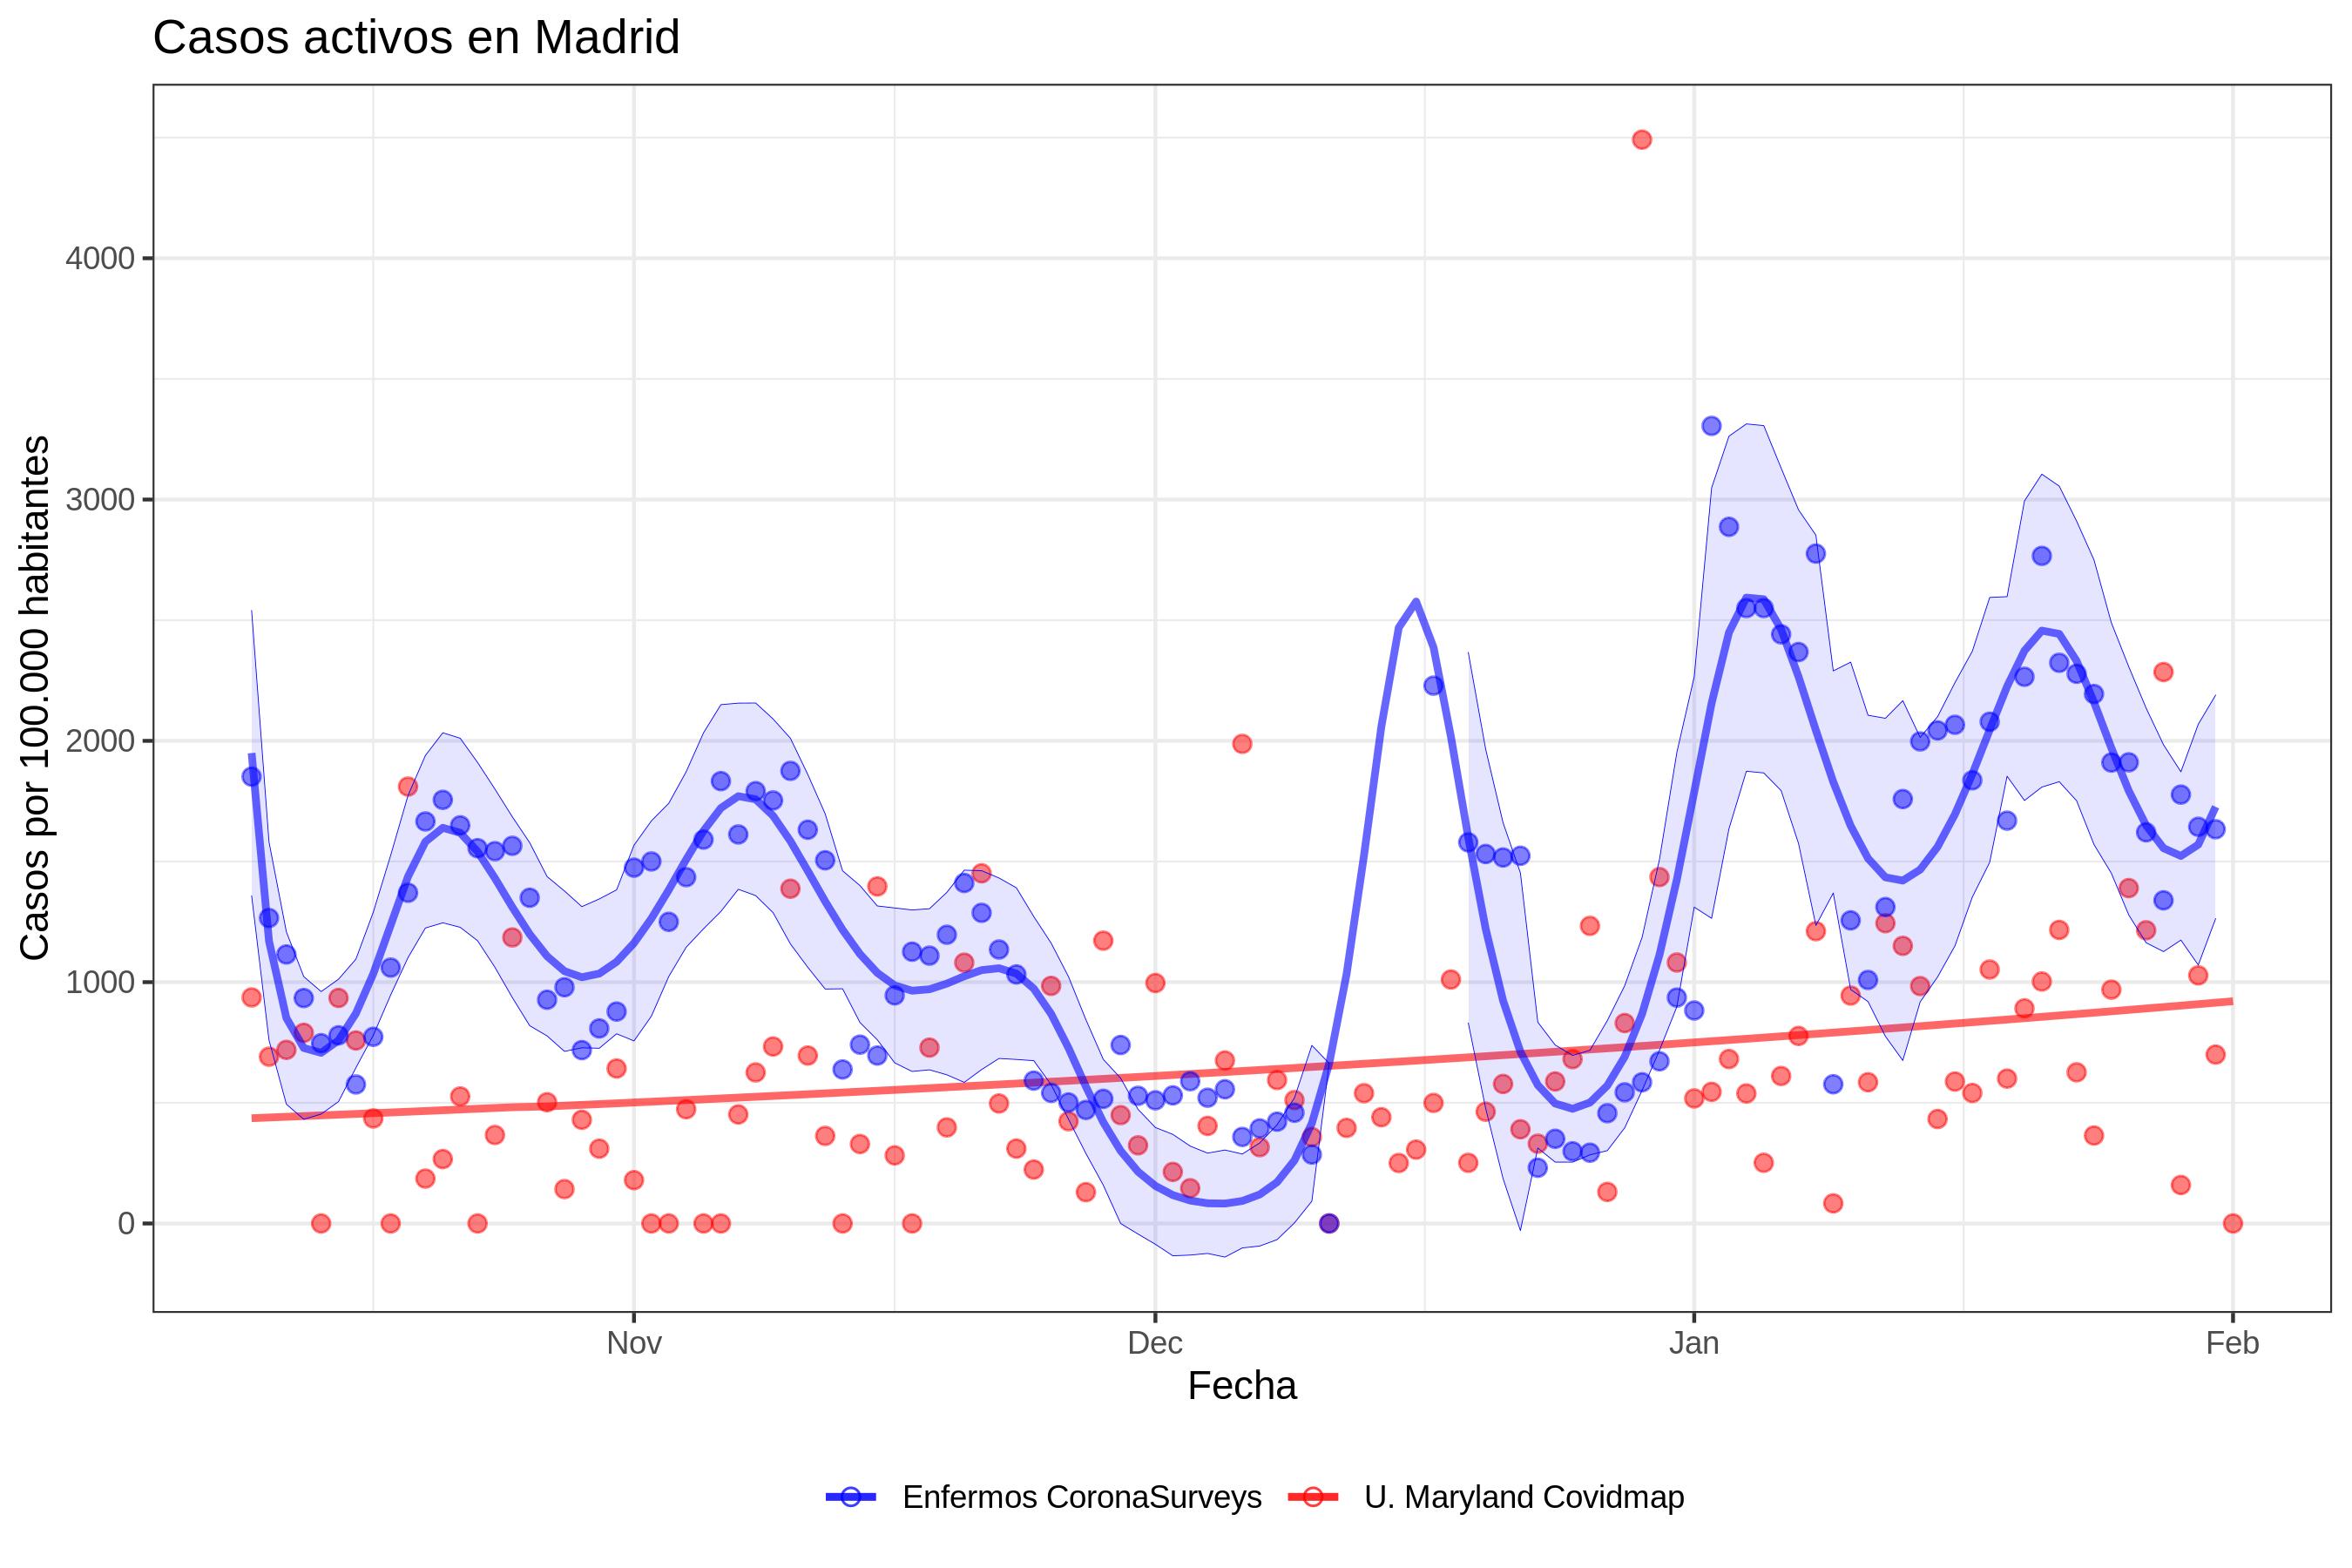 Casos activos en Madrid
Casos por 100.000 habitantes
4000
3000
2000
1000
0
Nov Dec Jan Feb
Fecha
Enfermos CoronaSurveys U. Maryland Covidmap